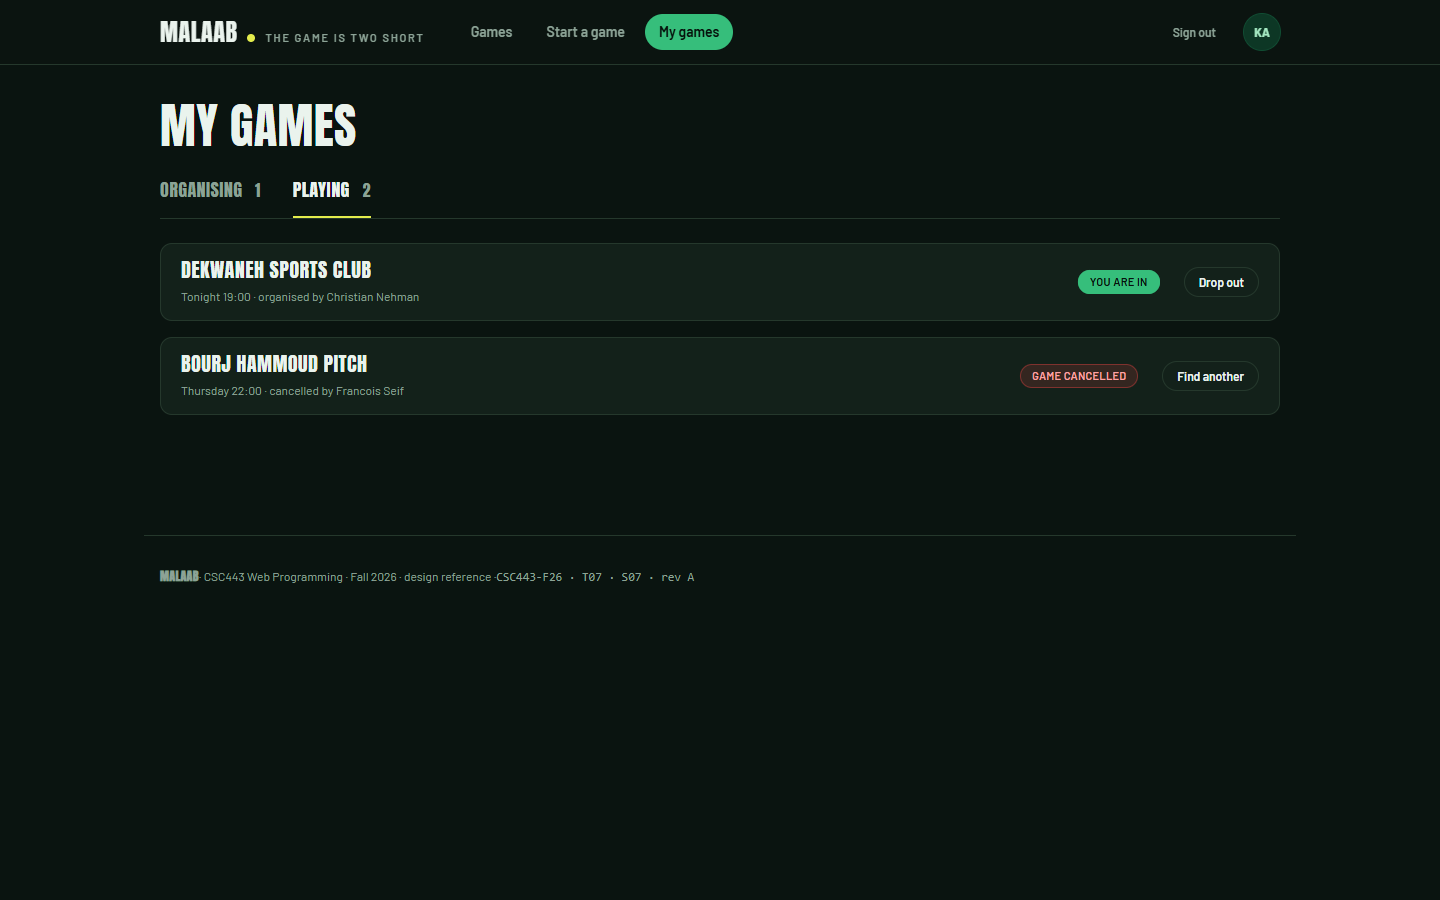 MALAAB THE GAME IS TWO SHORT Games Start a game My games Sign out KA
MY GAMES
ORGANISING 1 PLAYING 2
DEKWANEH SPORTS CLUB
Tonight 19:00 · organised by Christian Nehman
YOU ARE IN Drop out
BOURJ HAMMOUD PITCH
Thursday 22:00 · cancelled by Francois Seif
GAME CANCELLED Find another
MALAAB · CSC443 Web Programming · Fall 2026 · design reference · CSC443-F26 · T07 · S07 · rev A